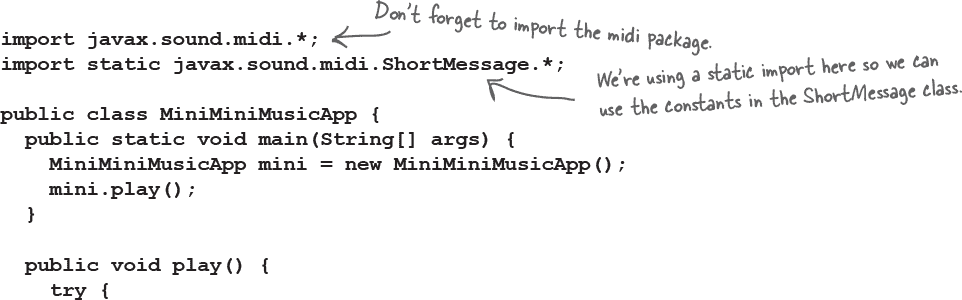 Don't forget to import the midi package.
import javax.sound.midi.*;
import static javax.sound.midi.ShortMessage.*;
We're using a static import here so we can
use the constants in the ShortMessage class.
public class MiniMiniMusicApp {
public static void main(String[] args) {
MiniMiniMusicApp mini = new MiniMiniMusicApp();
mini.play();
}
public void play() {
try {